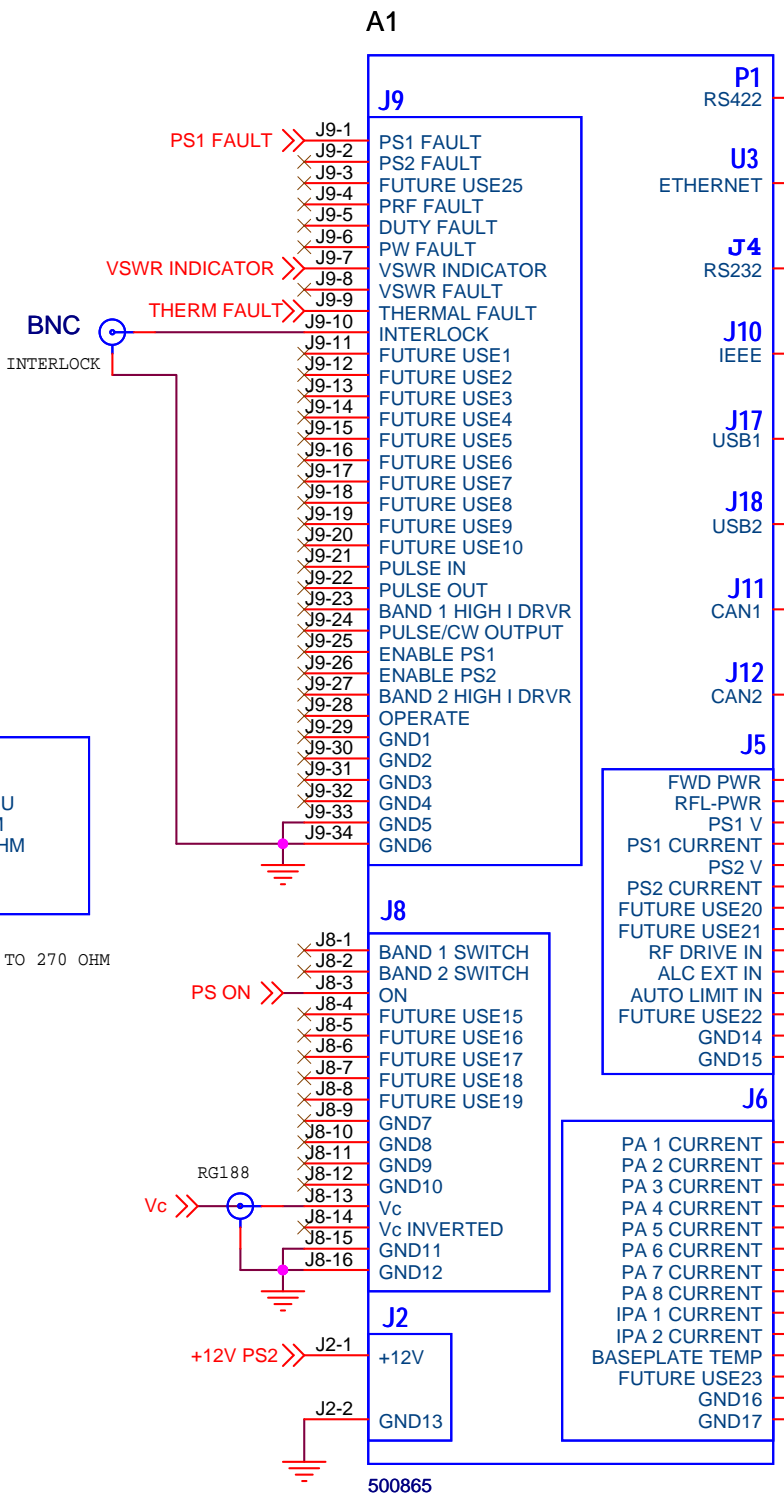 A1
P1
RS422
J9
PS1 FAULT J9-1 PS1 FAULT
J9-2 PS2 FAULT
U3
J9-3 FUTURE USE25 ETHERNET
J9-4 PRF FAULT
J9-5 DUTY FAULT
J4
J9-6 PW FAULT
VSWR INDICATOR J9-7 VSWR INDICATOR RS232
J9-8 VSWR FAULT
THERM FAULT J9-9 THERMAL FAULT
BNC J9-10 INTERLOCK J10
INTERLOCK J9-11 FUTURE USE1 IEEE
J9-12 FUTURE USE2
J9-13 FUTURE USE3
J9-14 FUTURE USE4 J17
J9-15 FUTURE USE5 USB1
J9-16 FUTURE USE6
J9-17 FUTURE USE7
J9-18 FUTURE USE8 J18
J9-19 FUTURE USE9 USB2
J9-20 FUTURE USE10
J9-21 PULSE IN
J9-22 PULSE OUT J11
J9-23 BAND 1 HIGH I DRVR CAN1
J9-24 PULSE/CW OUTPUT
J9-25 ENABLE PS1
J9-26 ENABLE PS2 J12
J9-27 BAND 2 HIGH I DRVR CAN2
J9-28 OPERATE
J9-29 GND1 J5
J9-30 GND2
J9-31 GND3 FWD PWR
J9-32 GND4 RFL-PWR
U
J9-33 GND5 PS1 V
M
J9-34 GND6 PS1 CURRENT
HM
PS2 V
PS2 CURRENT
J8 FUTURE USE20
FUTURE USE21
J8-1 BAND 1 SWITCH RF DRIVE IN
TO 270 OHM
J8-2 BAND 2 SWITCH ALC EXT IN
PS ON J8-3 ON AUTO LIMIT IN
J8-4 FUTURE USE15 FUTURE USE22
J8-5 FUTURE USE16 GND14
J8-6 FUTURE USE17 GND15
J8-7 FUTURE USE18
J8-8 FUTURE USE19 J6
J8-9 GND7
J8-10 GND8 PA 1 CURRENT
J8-11 GND9 PA 2 CURRENT
RG188 J8-12 GND10 PA 3 CURRENT
Vc J8-13 Vc PA 4 CURRENT
J8-14 Vc INVERTED PA 5 CURRENT
J8-15 GND11 PA 6 CURRENT
J8-16 GND12 PA 7 CURRENT
PA 8 CURRENT
J2 IPA 1 CURRENT
IPA 2 CURRENT
+12V PS2 J2-1 +12V BASEPLATE TEMP
FUTURE USE23
GND16
J2-2 GND13 GND17
500865